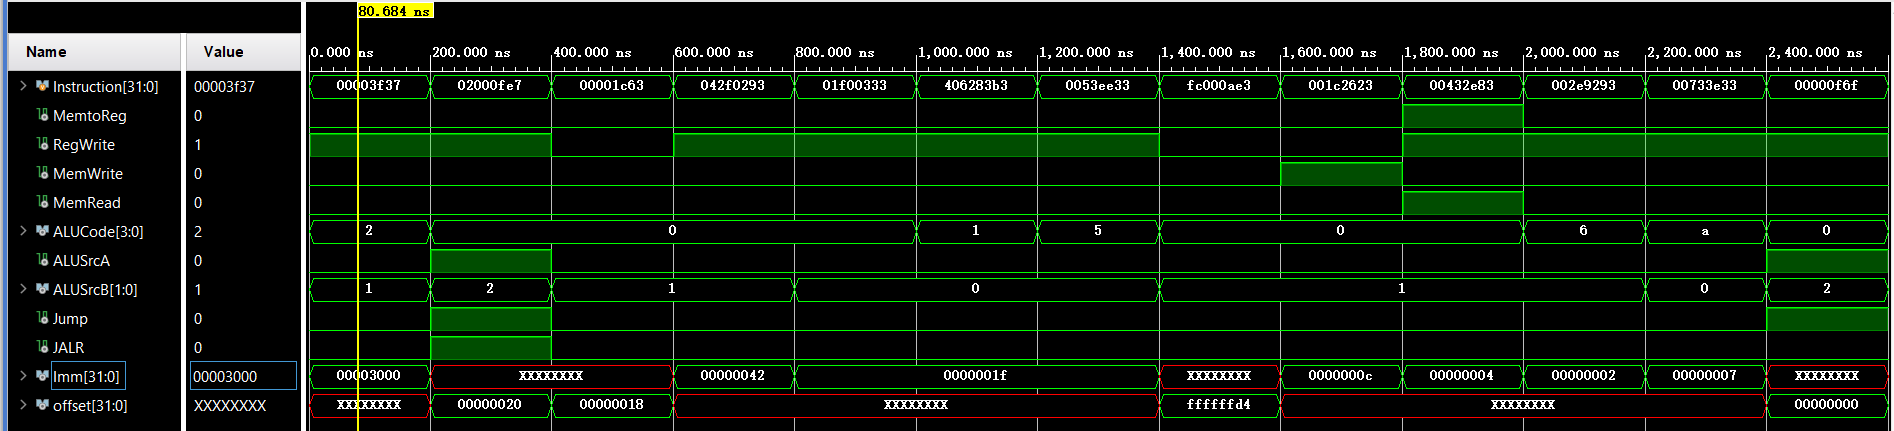 80.684 ns
Name Value 0.000 ns 200.000 ns 400.000 ns 600.000 ns 800.000 ns 1,000.000 ns 1,200.000 ns 1,400.000 ns 1,600.000 ns 1,800.000 ns 2,000.000 ns 2,200.000 ns 2,400.000 ns
Instruction[31:0] 00003f37 00003f37 02000fe7 00001c63 042f0293 01f00333 406283b3 0053ee33 fc000ae3 001c2623 00432e83 002e9293 00733e33 00000f6f
MemtoReg 0
RegWrite 1
MemWrite 0
MemRead 0
ALUCode[3:0] 2 2 0 1 5 0 6 a 0
ALUSrcA 0
ALUSrcB[1:0] 1 1 2 1 0 1 0 2
Jump 0
JALR 0
Imm[31:0] 00003000 00003000 XXXXXXXX 00000042 0000001f XXXXXXXX 0000000c 00000004 00000002 00000007 XXXXXXXX
offset[31:0] XXXXXXXX XXXXXXXX 00000020 00000018 XXXXXXXX ffffffd4 XXXXXXXX 00000000